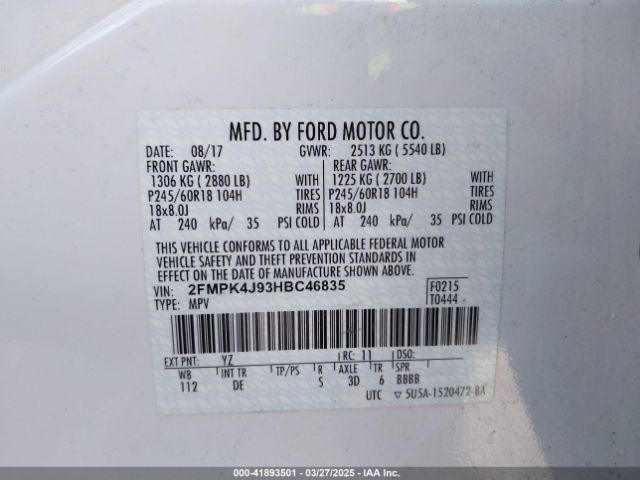 MFD. BY FORD MOTOR CO.
DATE: 08/17 GVWR: 2513 KG ( 5540 LB)
FRONT GAWR: REAR GAWR:
1306 KG ( 2880 LB) WITH 1225 KG ( 2700 LB) WITH
P245/60R18 104H TIRES P245/60R18 104H TIRES
18x8.0J RIMS 18x8.0J RIMS
AT 240 kPa/ 35 PSI COLD AT 240 kPa/ 35 PSI COLD
THIS VEHICLE CONFORMS TO ALL APPLICABLE FEDERAL MOTOR
VEHICLE SAFETY AND THEFT PREVENTION STANDARDS IN
EFFECT ON THE DATE OF MANUFACTURE SHOWN ABOVE.
VIN: 2FMPK4J93HBC46835 F0215
TYPE: MPV T0444
EXT PNT: YZ RC: 11 DSO:
WB INT TR TP/PS R AXLE TR SPR
112 DE S 3D 6 BBBB
UTC ▽ 5U5A-1520472-BA
000-41893501 - 03/27/2025 - IAA Inc.